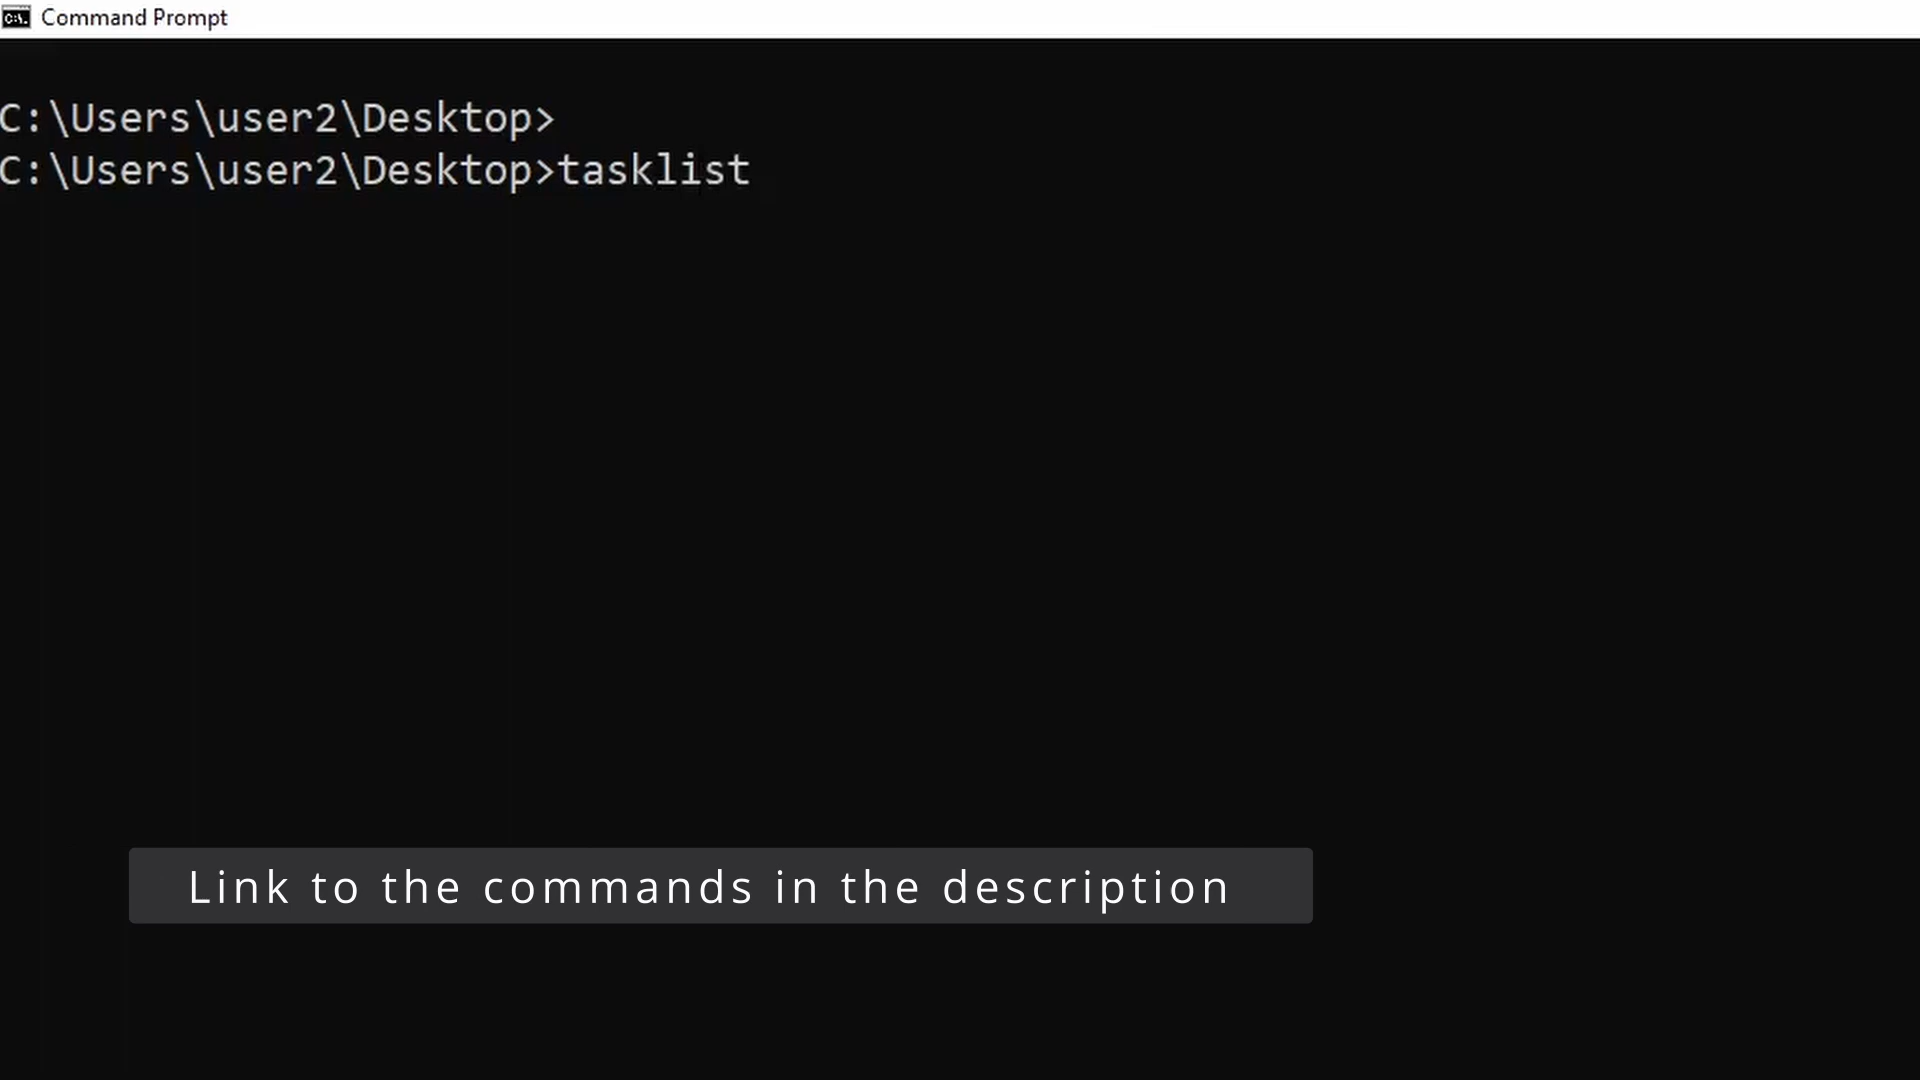 Command Prompt
C:\Users\user2\Desktop>
C:\Users\user2\Desktop>tasklist
Link to the commands in the description